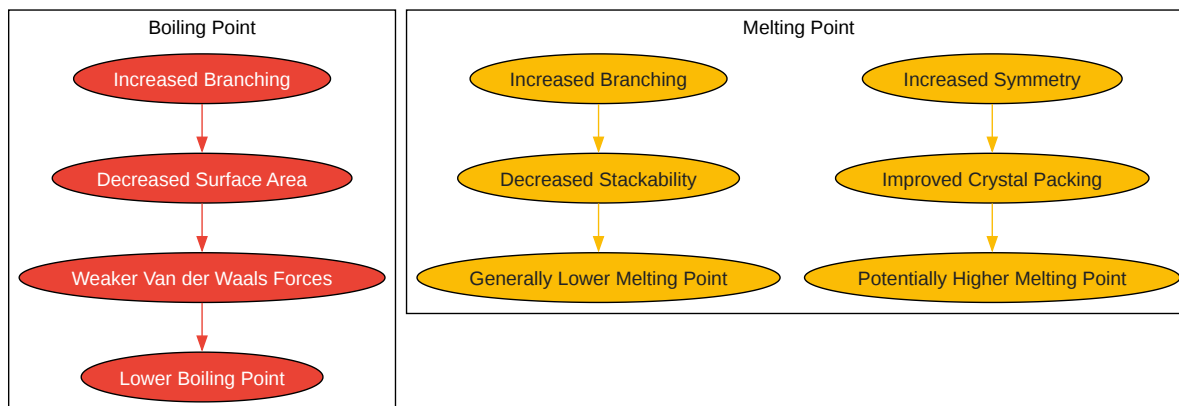 Boiling Point
Increased Branching
Decreased Surface Area
Weaker Van der Waals Forces
Lower Boiling Point
Melting Point
Increased Branching
Decreased Stackability
Generally Lower Melting Point
Increased Symmetry
Improved Crystal Packing
Potentially Higher Melting Point